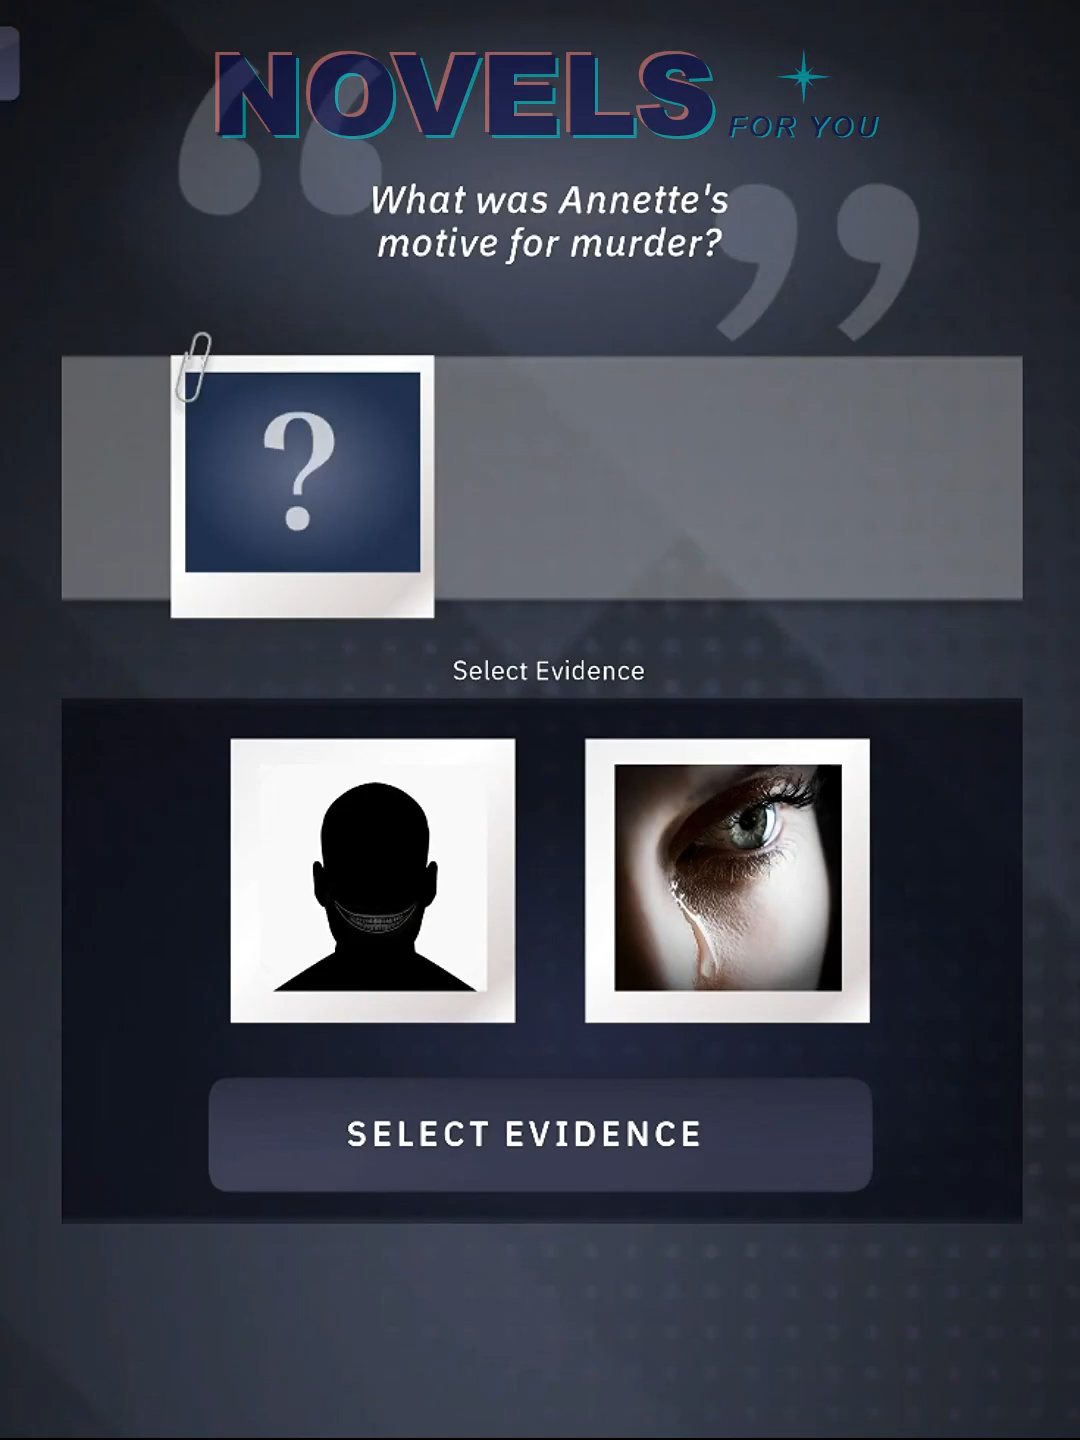 NOVELS
FOR YOU
What was Annette's
motive for murder?
?
Select Evidence
SELECT EVIDENCE